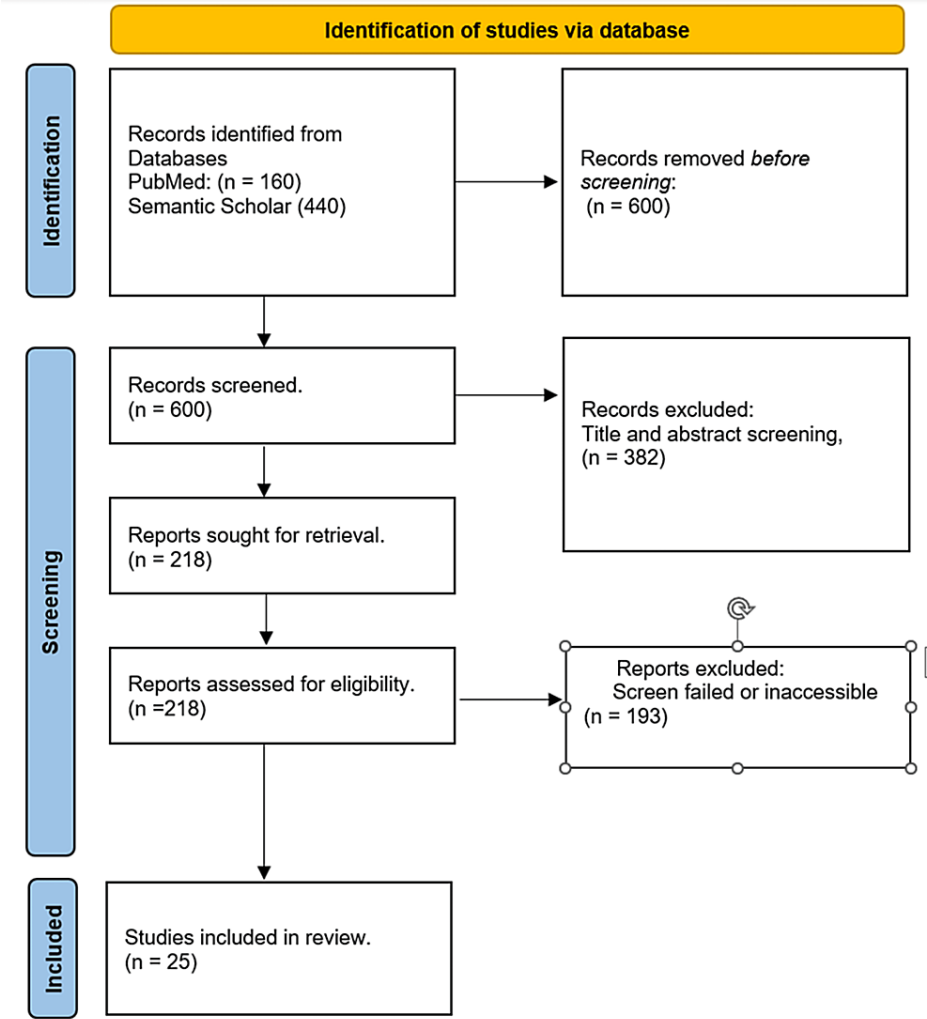 Identification of studies via database
Identification
Records identified from
Databases
PubMed: (n = 160)
Semantic Scholar (440)
Records removed before
screening:
(n = 600)
Screening
Records screened.
(n = 600)
Records excluded:
Title and abstract screening,
(n = 382)
Reports sought for retrieval.
(n = 218)
Reports assessed for eligibility.
(n =218)
Reports excluded:
Screen failed or inaccessible
(n = 193)
Included
Studies included in review.
(n = 25)